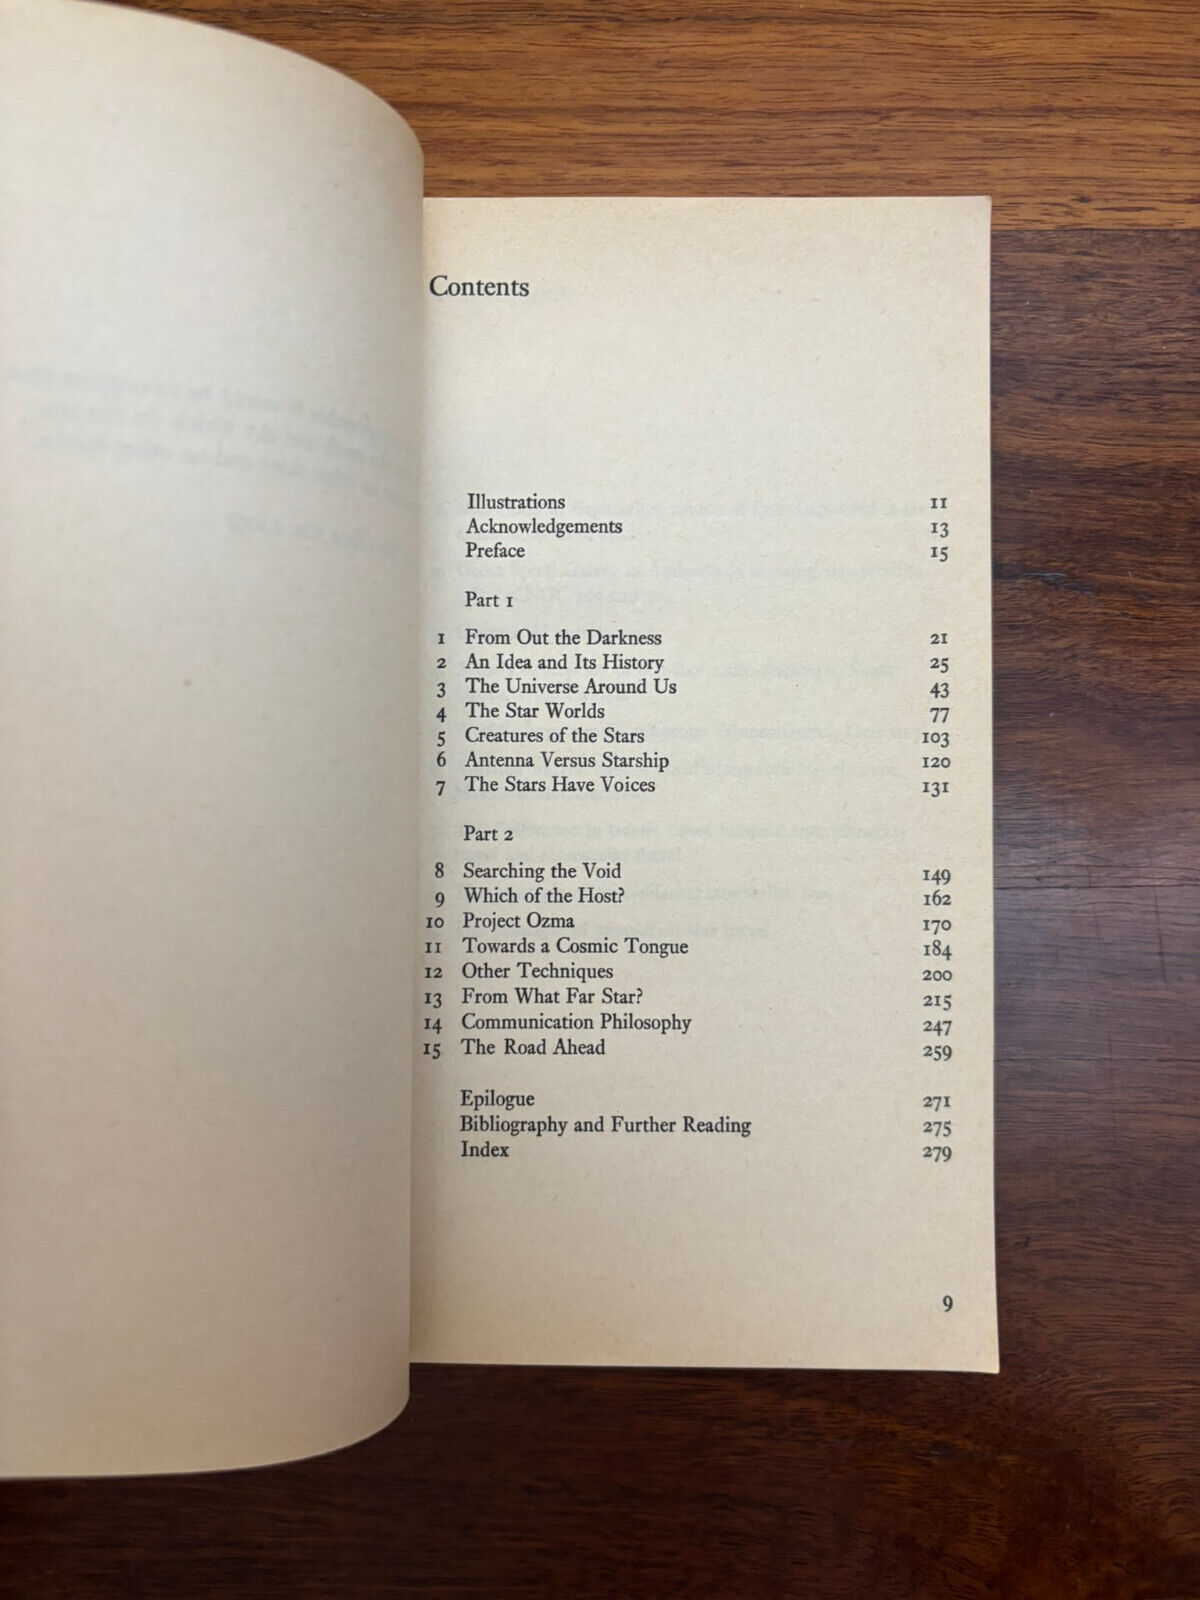 Contents
Illustrations 11
Acknowledgements 13
Preface 15
Part 1
1 From Out the Darkness 21
2 An Idea and Its History 25
3 The Universe Around Us 43
4 The Star Worlds 77
5 Creatures of the Stars 103
6 Antenna Versus Starship 120
7 The Stars Have Voices 131
Part 2
8 Searching the Void 149
9 Which of the Host? 162
10 Project Ozma 170
11 Towards a Cosmic Tongue 184
12 Other Techniques 200
13 From What Far Star? 215
14 Communication Philosophy 247
15 The Road Ahead 259
Epilogue 271
Bibliography and Further Reading 275
Index 279
9